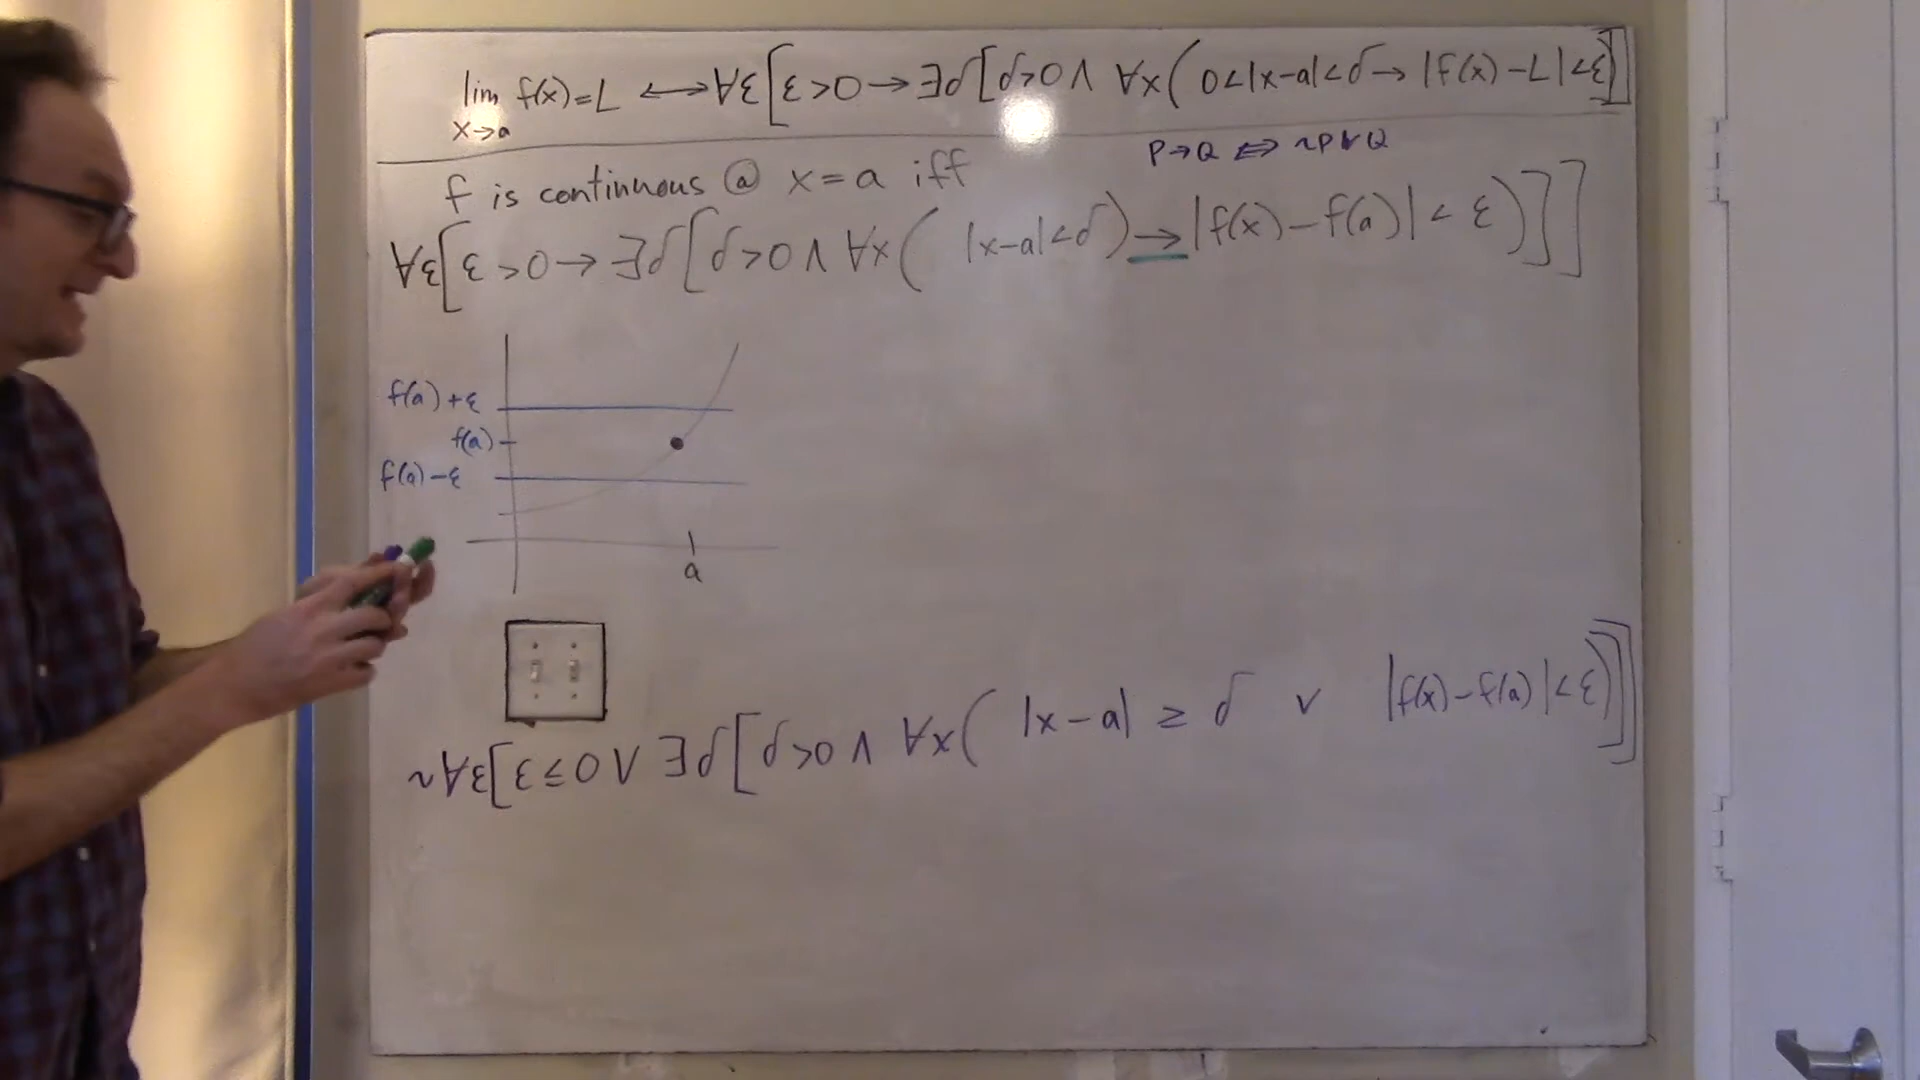 lim f(x)=L ⟷ ∀ε[ε>0→∃δ[δ>0∧ ∀x(0<|x-a|<δ→|f(x)-L|<ε)]]
x→a
P→Q ⟺ ~P∨Q
f is continuous @ x=a iff
∀ε[ε>0→∃δ[δ>0∧∀x(|x-a|<δ)→|f(x)-f(a)|<ε)]]
f(a)+ε
f(a)
f(a)-ε
a
~∀ε[ε≤0∨∃δ[δ>0∧∀x(|x-a|≥δ ∨ |f(x)-f(a)|<ε)]]